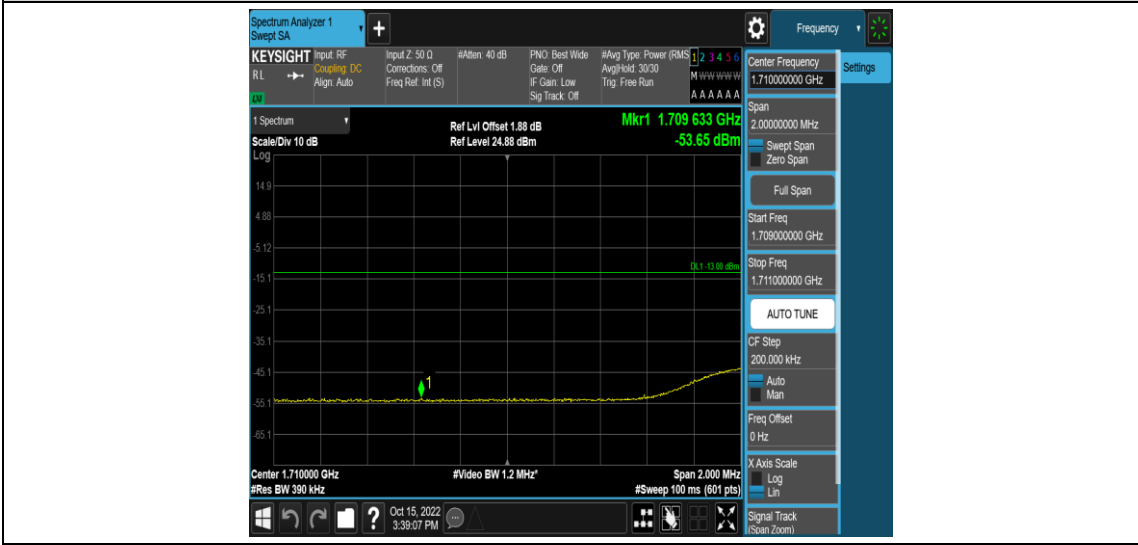 Spectrum Analyzer 1
Swept SA
+
Frequency
KEYSIGHT
RL
Input: RF
Coupling: DC
Align: Auto
Input Z: 50 Ω
Corrections: Off
Freq Ref: Int (S)
#Atten: 40 dB
PNO: Best Wide
Gate: Off
IF Gain: Low
Sig Track: Off
#Avg Type: Power (RMS
Avg|Hold: 30/30
Trig: Free Run
1 2 3 4 5 6
M W W W W W
A A A A A A
1 Spectrum
Scale/Div 10 dB
Log
Ref Lvl Offset 1.88 dB
Ref Level 24.88 dBm
Mkr1 1.709 633 GHz
-53.65 dBm
14.9
4.88
-5.12
DL1 -13.00 dBm
-15.1
-25.1
-35.1
-45.1
1
-55.1
-65.1
Center 1.710000 GHz
#Video BW 1.2 MHz*
Span 2.000 MHz
#Res BW 390 kHz
#Sweep 100 ms (601 pts)
?
Oct 15, 2022
3:39:07 PM
Center Frequency
1.710000000 GHz
Settings
Span
2.00000000 MHz
Swept Span
Zero Span
Full Span
Start Freq
1.709000000 GHz
Stop Freq
1.711000000 GHz
AUTO TUNE
CF Step
200.000 kHz
Auto
Man
Freq Offset
0 Hz
X Axis Scale
Log
Lin
Signal Track
(Span Zoom)